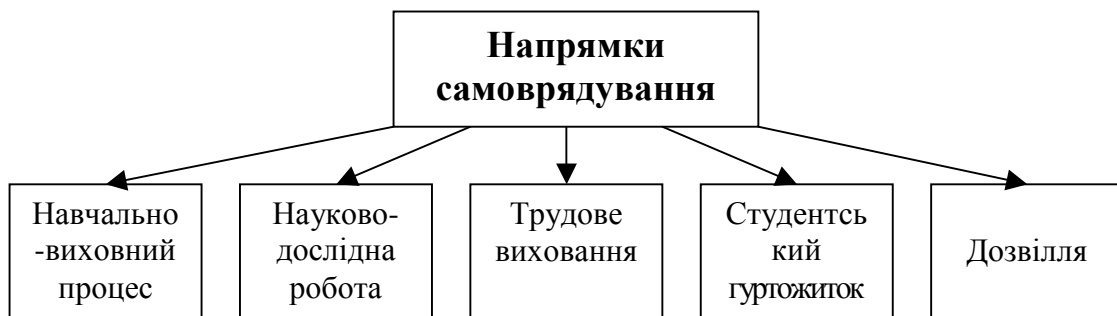 Напрямки
самоврядування
Навчально
-виховний
процес
Науково-
дослідна
робота
Трудове
виховання
Студентсь
кий
гуртожиток
Дозвілля